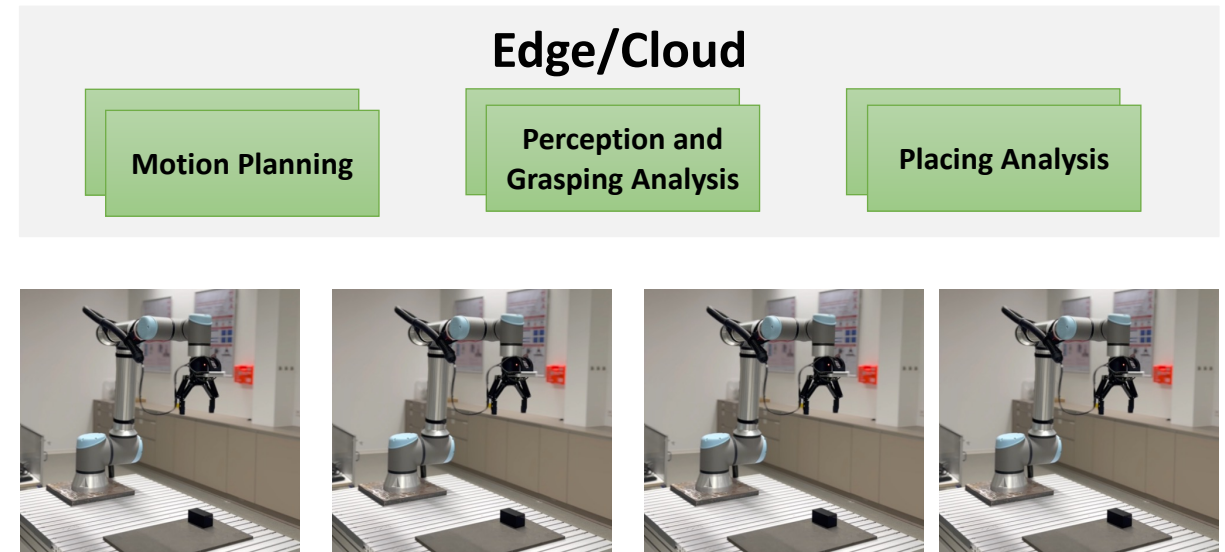 Edge/Cloud
Motion Planning
Perception and
Grasping Analysis
Placing Analysis